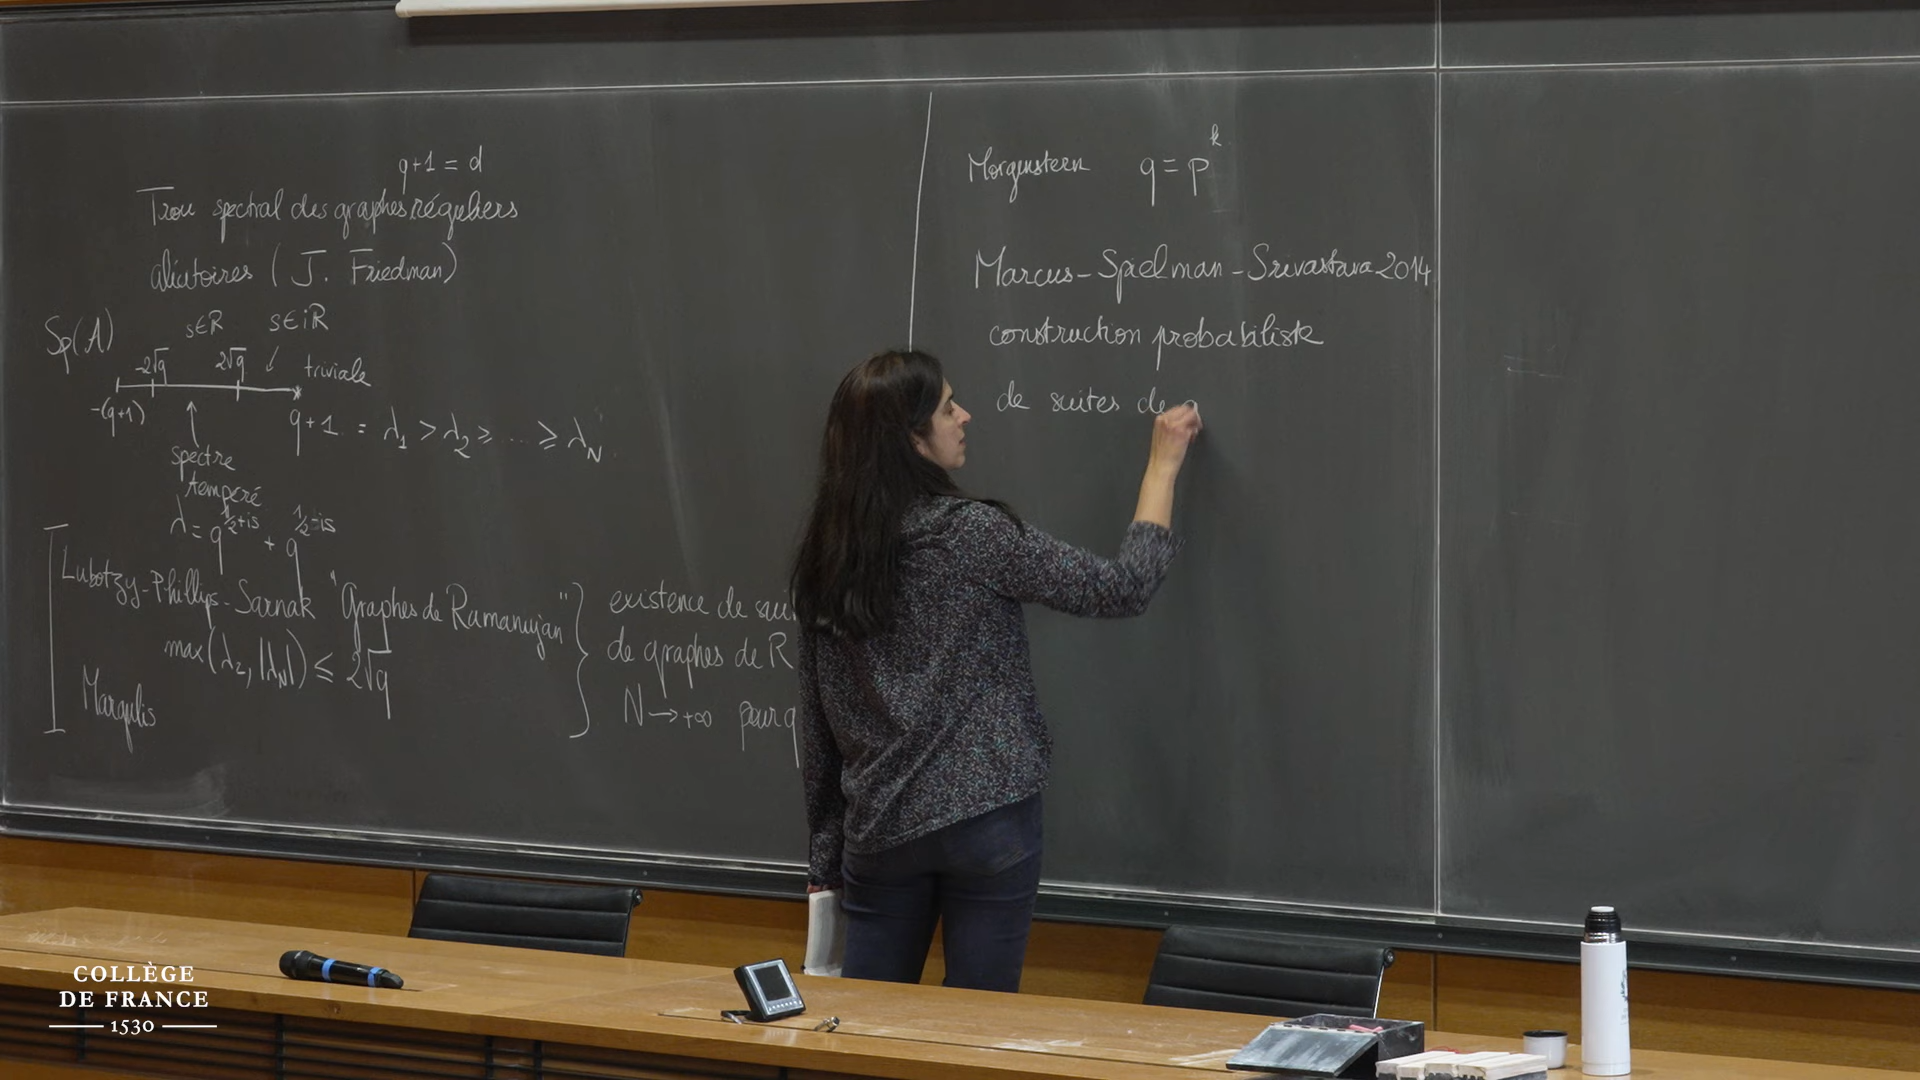 q+1 = d
Trou spectral des graphes réguliers
aléatoires (J. Friedman)
Sp(A)
s∈R s∈iR
-2√q 2√q triviale
-(q+1)
q+1 = λ₁ > λ₂ ≥ ... ≥ λ_N
spectre
tempéré
λ = q^{1/2+is} + q^{1/2-is}
Lubotzy-Phillips-Sarnak "Graphes de Ramanujan"
max(λ₂, |λ_N|) ≤ 2√q
Margulis
existence de sui
de graphes de R
N→+∞ pour q
Morgenstern q = p^k
Marcus-Spielman-Srivastava 2014
construction probabiliste
de suites de
COLLÈGE
DE FRANCE
1530